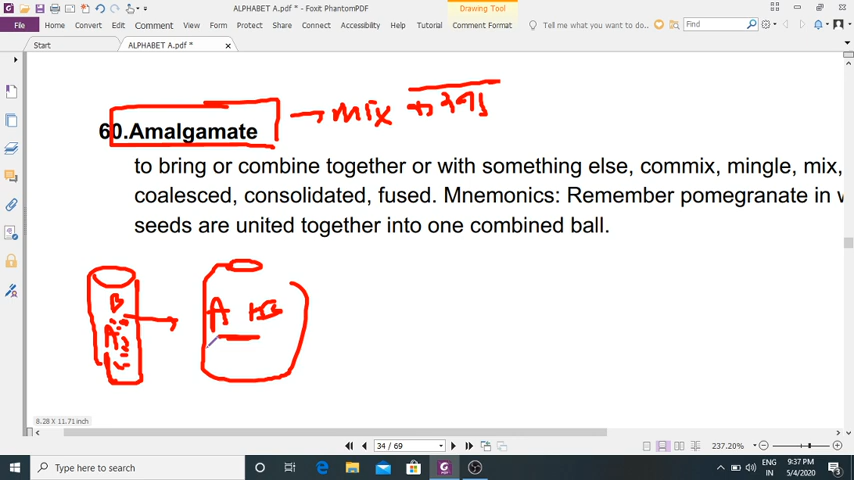 ALPHABET A.pdf * - Foxit PhantomPDF
Drawing Tool
File Home Edit Comment View Form Protect Share Connect Accessibility Help Tutorial Comment Format Tell me what you want to do... Find
Start ALPHABET A.pdf *
mix
60.Amalgamate
to bring or combine together or with something else, commix, mingle, mix,
coalesced, consolidated, fused. Mnemonics: Remember pomegranate in w
seeds are united together into one combined ball.
B
A
A
8.28 X 11.71 inch
34 / 69
237.20%
Type here to search
ENG
IN
9:37 PM
5/4/2020
3